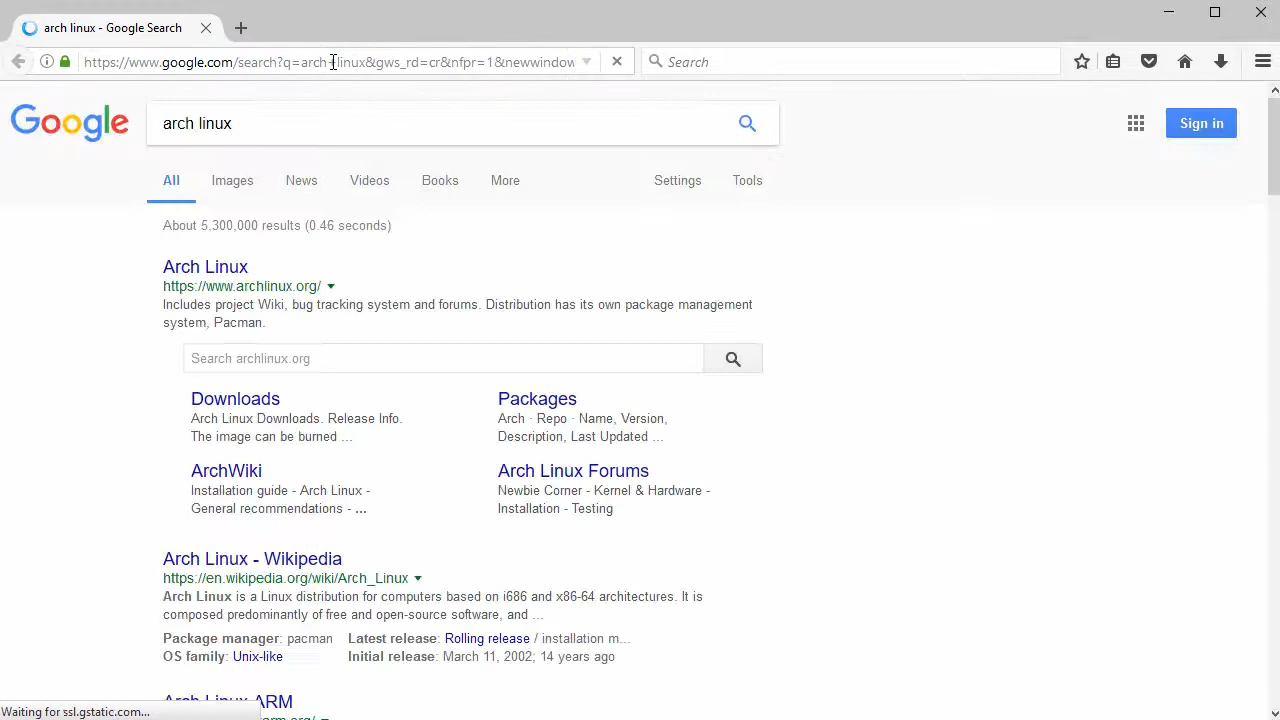 arch linux - Google Search
https://www.google.com/search?q=arch+linux&gws_rd=cr&nfpr=1&newwindow
Search
Google
arch linux
Sign in
All Images News Videos Books More Settings Tools
About 5,300,000 results (0.46 seconds)
Arch Linux
https://www.archlinux.org/
Includes project Wiki, bug tracking system and forums. Distribution has its own package management
system, Pacman.
Search archlinux.org
Downloads
Arch Linux Downloads. Release Info.
The image can be burned ...
Packages
Arch · Repo · Name, Version,
Description, Last Updated ...
ArchWiki
Installation guide - Arch Linux -
General recommendations - ...
Arch Linux Forums
Newbie Corner - Kernel & Hardware -
Installation - Testing
Arch Linux - Wikipedia
https://en.wikipedia.org/wiki/Arch_Linux
Arch Linux is a Linux distribution for computers based on i686 and x86-64 architectures. It is
composed predominantly of free and open-source software, and ...
Package manager: pacman Latest release: Rolling release / installation m...
OS family: Unix-like Initial release: March 11, 2002; 14 years ago
Arch Linux ARM
Waiting for ssl.gstatic.com...